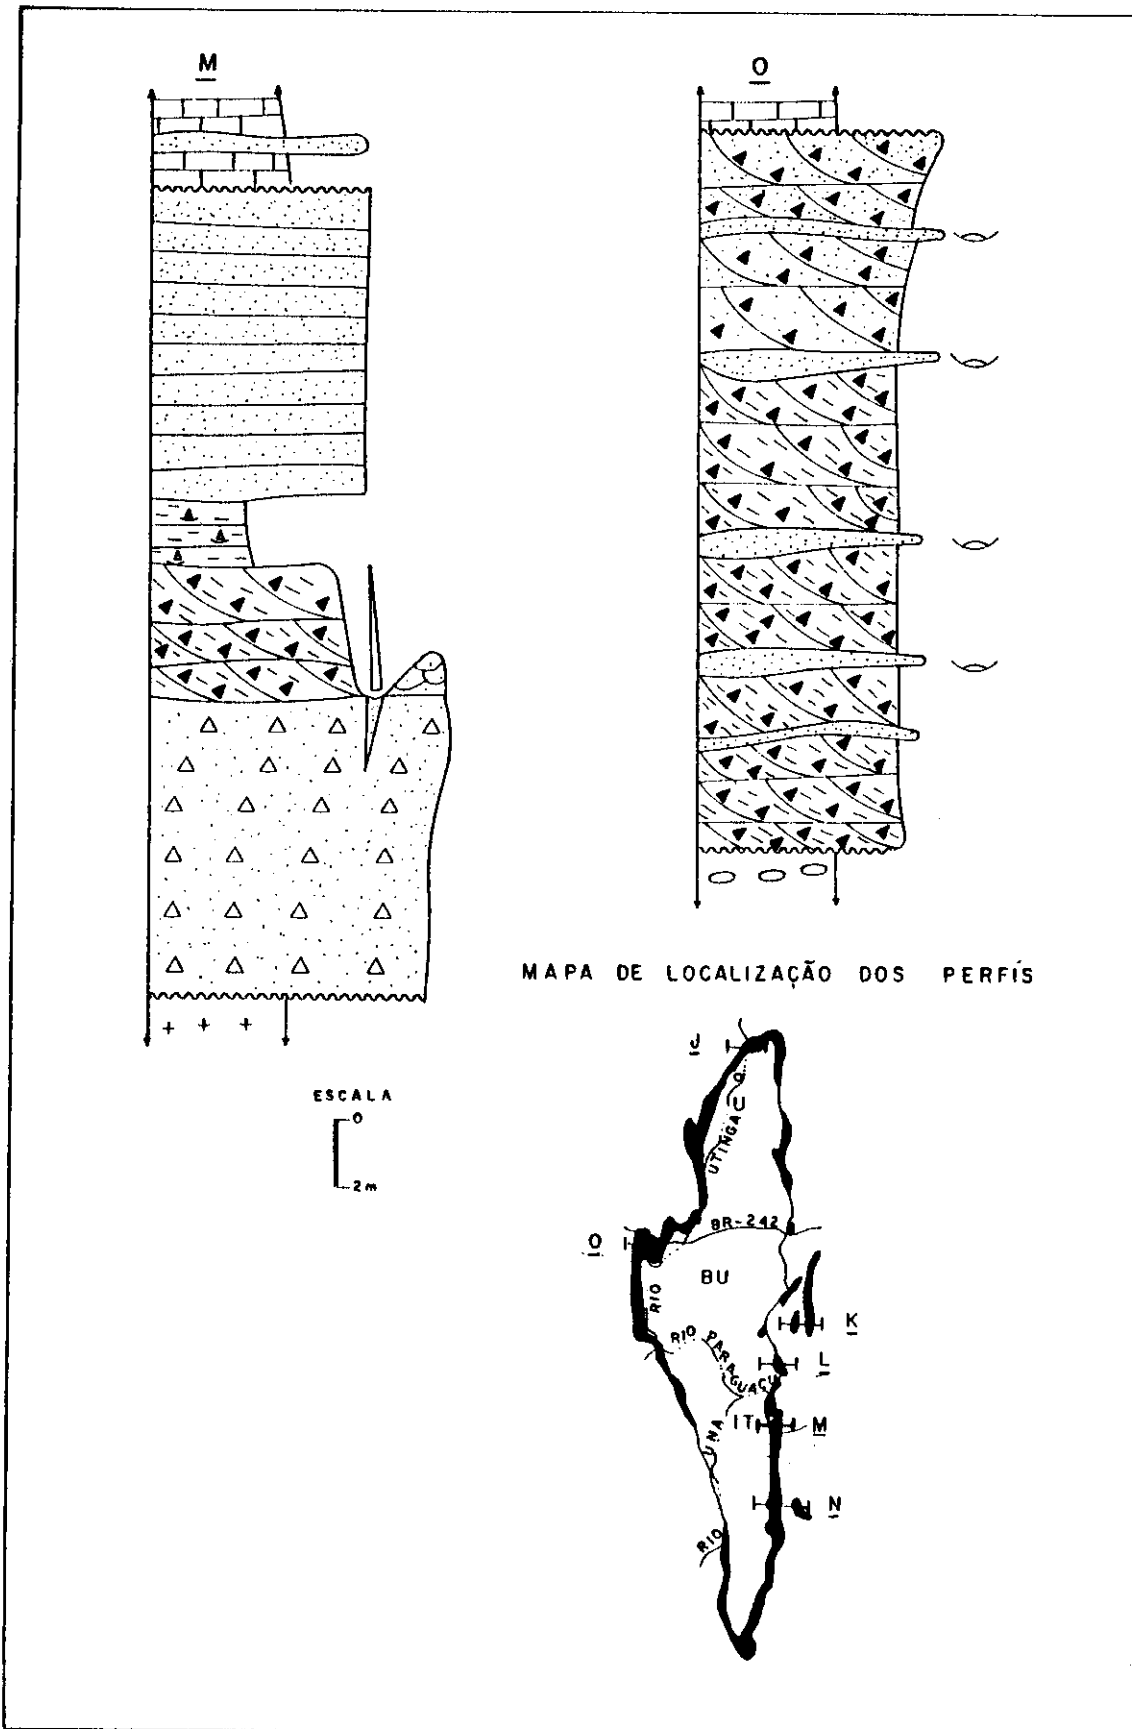 M
O
ESCALA
0
2m
MAPA DE LOCALIZAÇÃO DOS PERFÍS
J
UTINGA
BR-242
O
BU
RIO
K
RIO PARAGUAÇU
L
IT
M
UNA
N
RIO